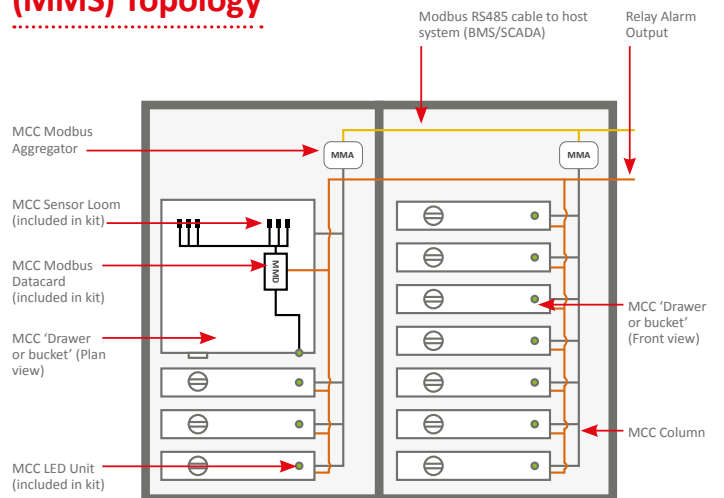 (MMS) Topology
Modbus RS485 cable to host
system (BMS/SCADA)
Relay Alarm
Output
MCC Modbus
Aggregator
MMA
MMA
MCC Sensor Loom
(included in kit)
MCC Modbus
Datacard
(included in kit)
MMD
MCC ‘Drawer
or bucket’ (Plan
view)
MCC ‘Drawer
or bucket’
(Front view)
MCC Column
MCC LED Unit
(included in kit)